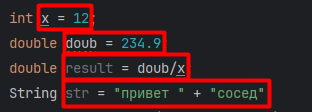 int x = 12;
double doub = 234.9;
double result = doub/x
String str = "привет " + "сосед"